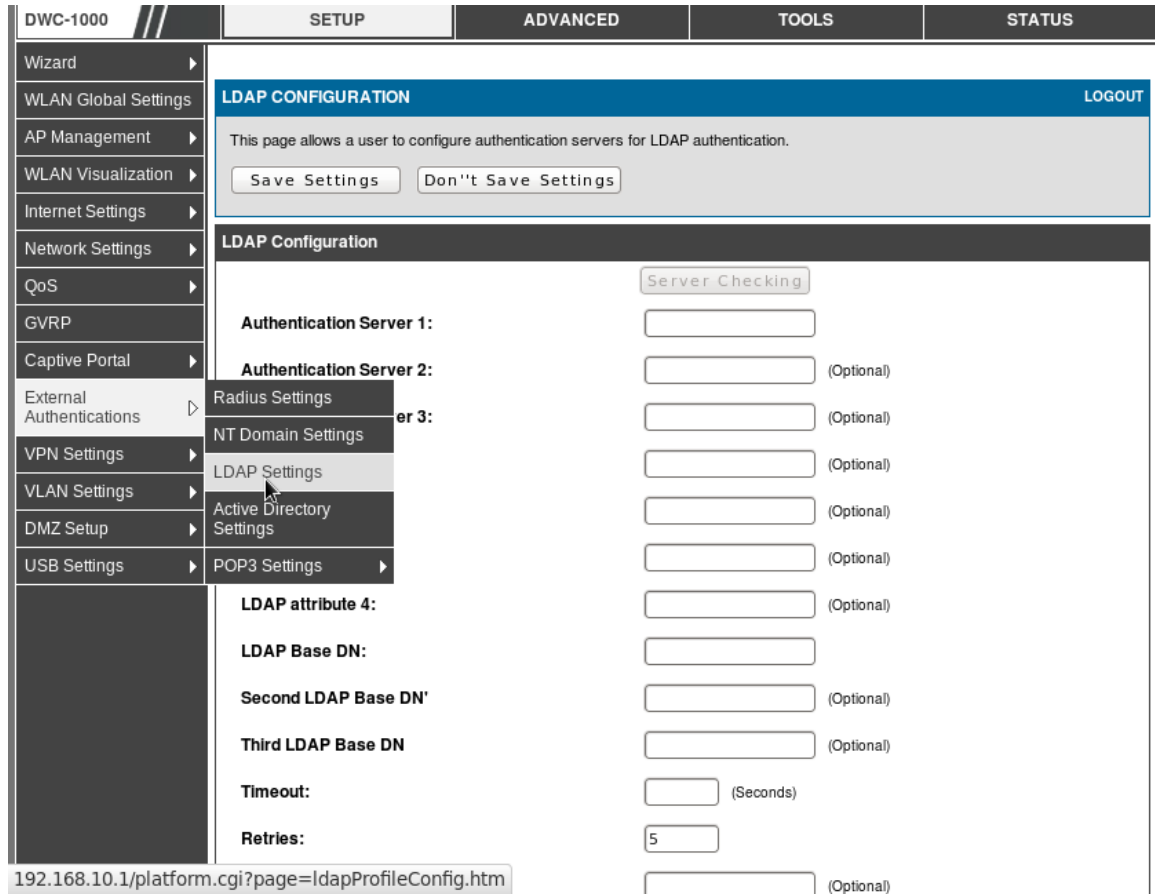 DWC-1000
SETUP
ADVANCED
TOOLS
STATUS
Wizard
WLAN Global Settings
AP Management
WLAN Visualization
Internet Settings
Network Settings
QoS
GVRP
Captive Portal
External
Authentications
VPN Settings
VLAN Settings
DMZ Setup
USB Settings
Radius Settings
NT Domain Settings
LDAP Settings
Active Directory
Settings
POP3 Settings
LDAP CONFIGURATION
LOGOUT
This page allows a user to configure authentication servers for LDAP authentication.
Save Settings
Don''t Save Settings
LDAP Configuration
Server Checking
Authentication Server 1:
Authentication Server 2: (Optional)
er 3: (Optional)
(Optional)
(Optional)
(Optional)
LDAP attribute 4: (Optional)
LDAP Base DN:
Second LDAP Base DN' (Optional)
Third LDAP Base DN (Optional)
Timeout: (Seconds)
Retries: 5
(Optional)
192.168.10.1/platform.cgi?page=ldapProfileConfig.htm